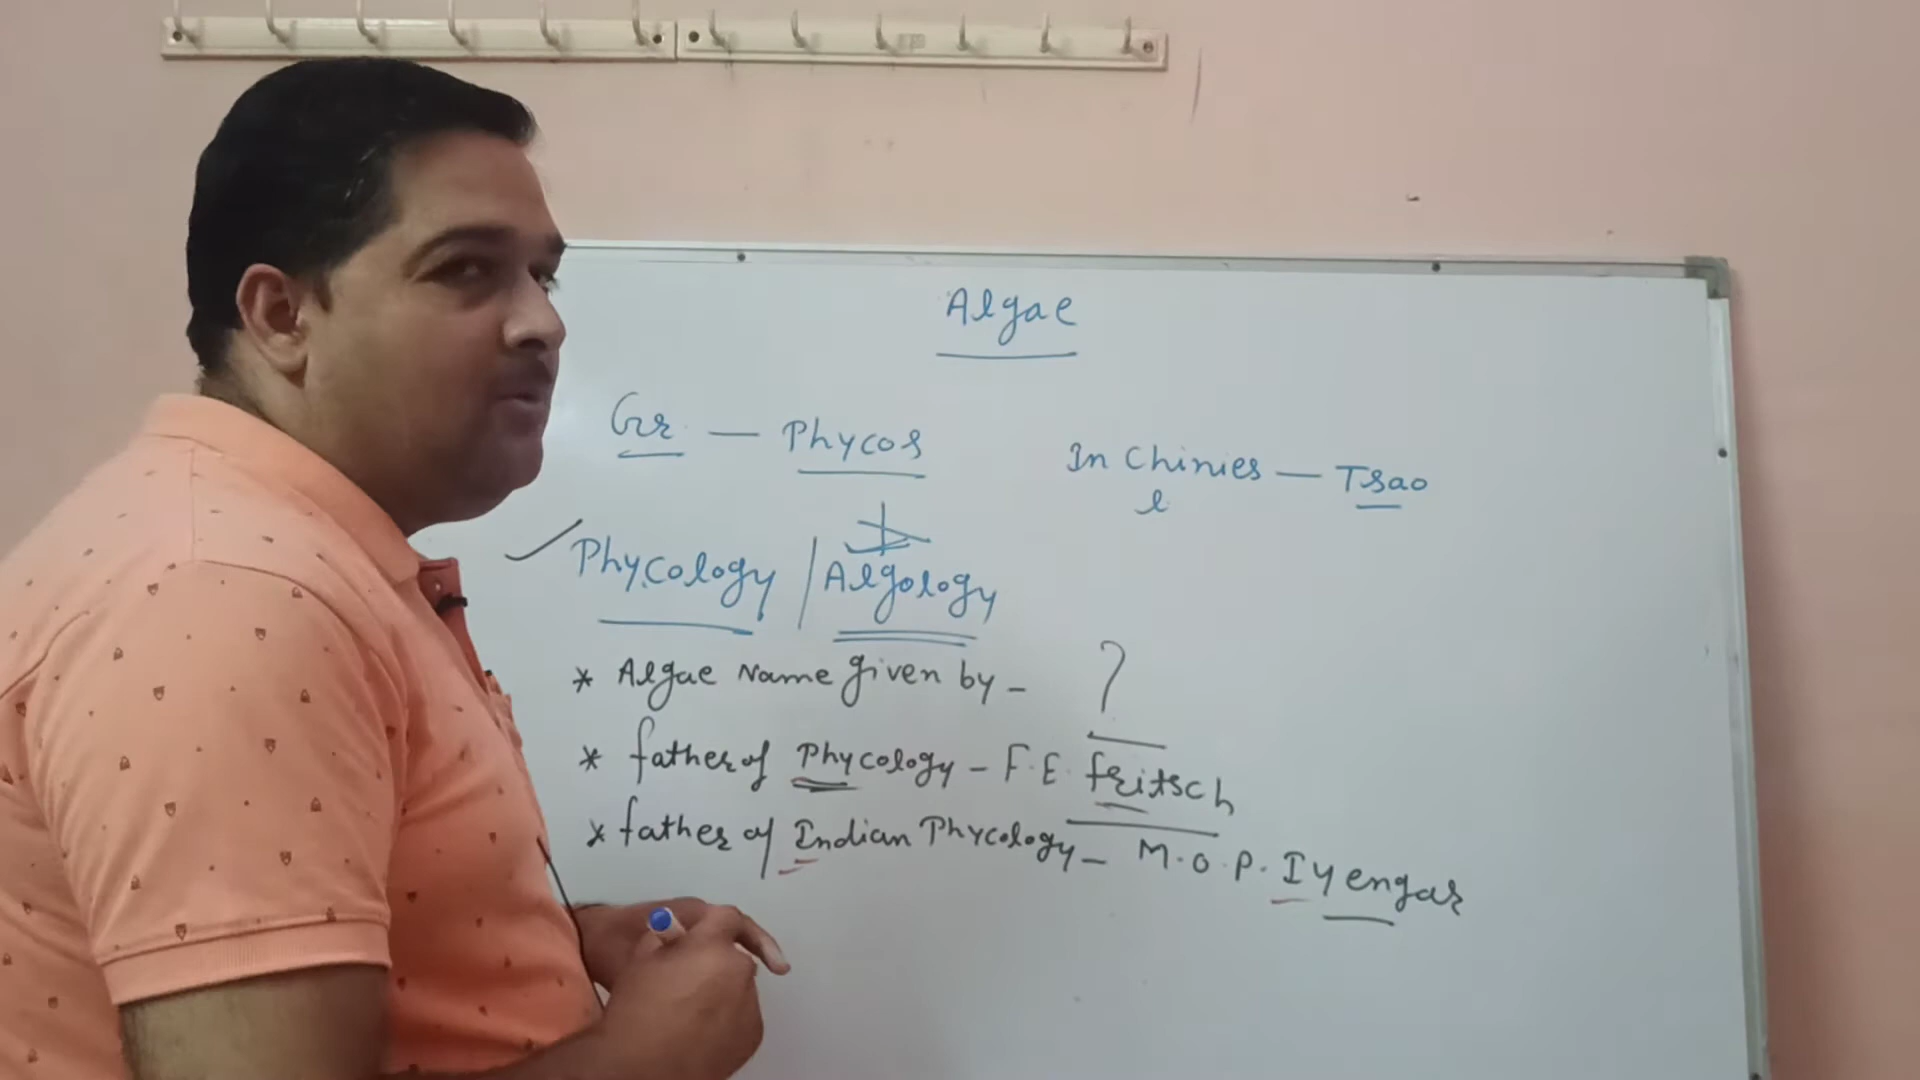 Algae
Gr — Phycos
In Chinies — Tsao
Phycology / Algology
* Algae Name given by - ?
* father of Phycology - F.E. fritsch
* father of Indian Phycology - M.O.P. Iyengar